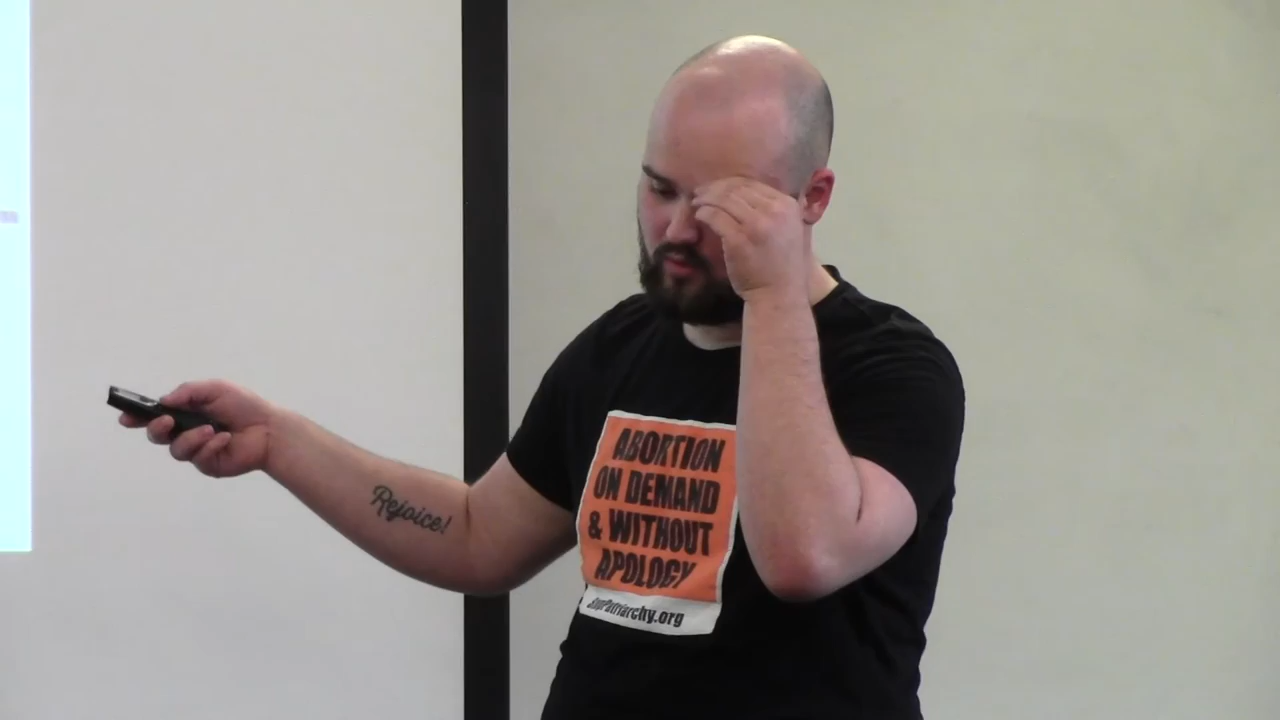 Rejoice!
ABORTION
ON DEMAND
& WITHOUT
APOLOGY
StopPatriarchy.org